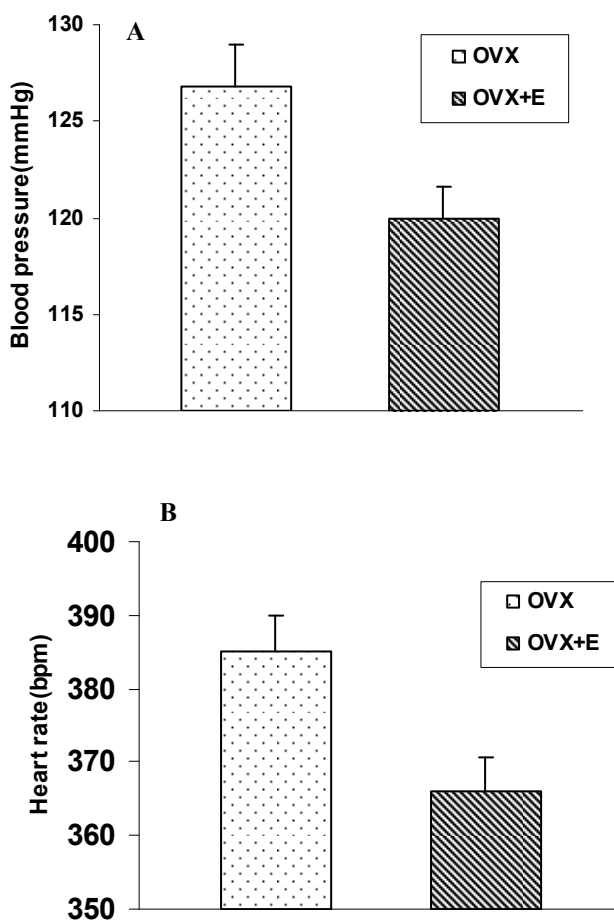 A
130
125
120
115
110
Blood pressure(mmHg)
OVX
OVX+E
B
400
390
380
370
360
350
Heart rate(bpm)
OVX
OVX+E